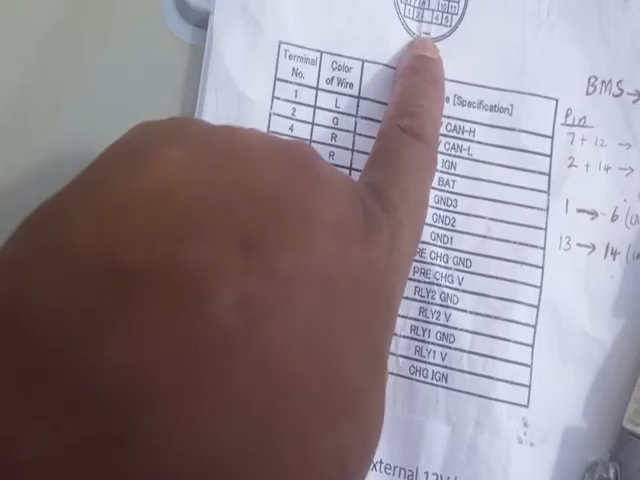 Terminal No. Color of Wire e [Specification]
1 L CAN-H
2 G CAN-L
4 R IGN
R BAT
GND3
GND2
GND1
RE CHG GND
PRE CHG V
RLY2 GND
RLY2 V
RLY1 GND
RLY1 V
CHG IGN
xternal 12V
BMS →
Pin
7 + 12 →
2 + 14 →
1 → 6
13 → 14